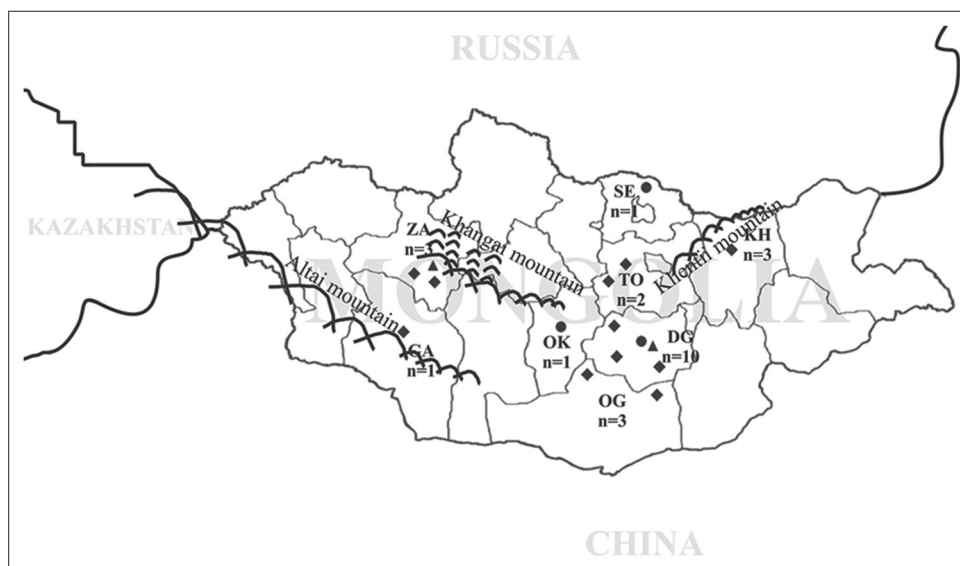 RUSSIA
KAZAKHSTAN
MONGOLIA
CHINA
SE
n=1
ZA
n=3
Khangai mountain
Khentii mountain
KH
n=3
Altai mountain
TO
n=2
GA
n=1
OK
n=1
DG
n=10
OG
n=3